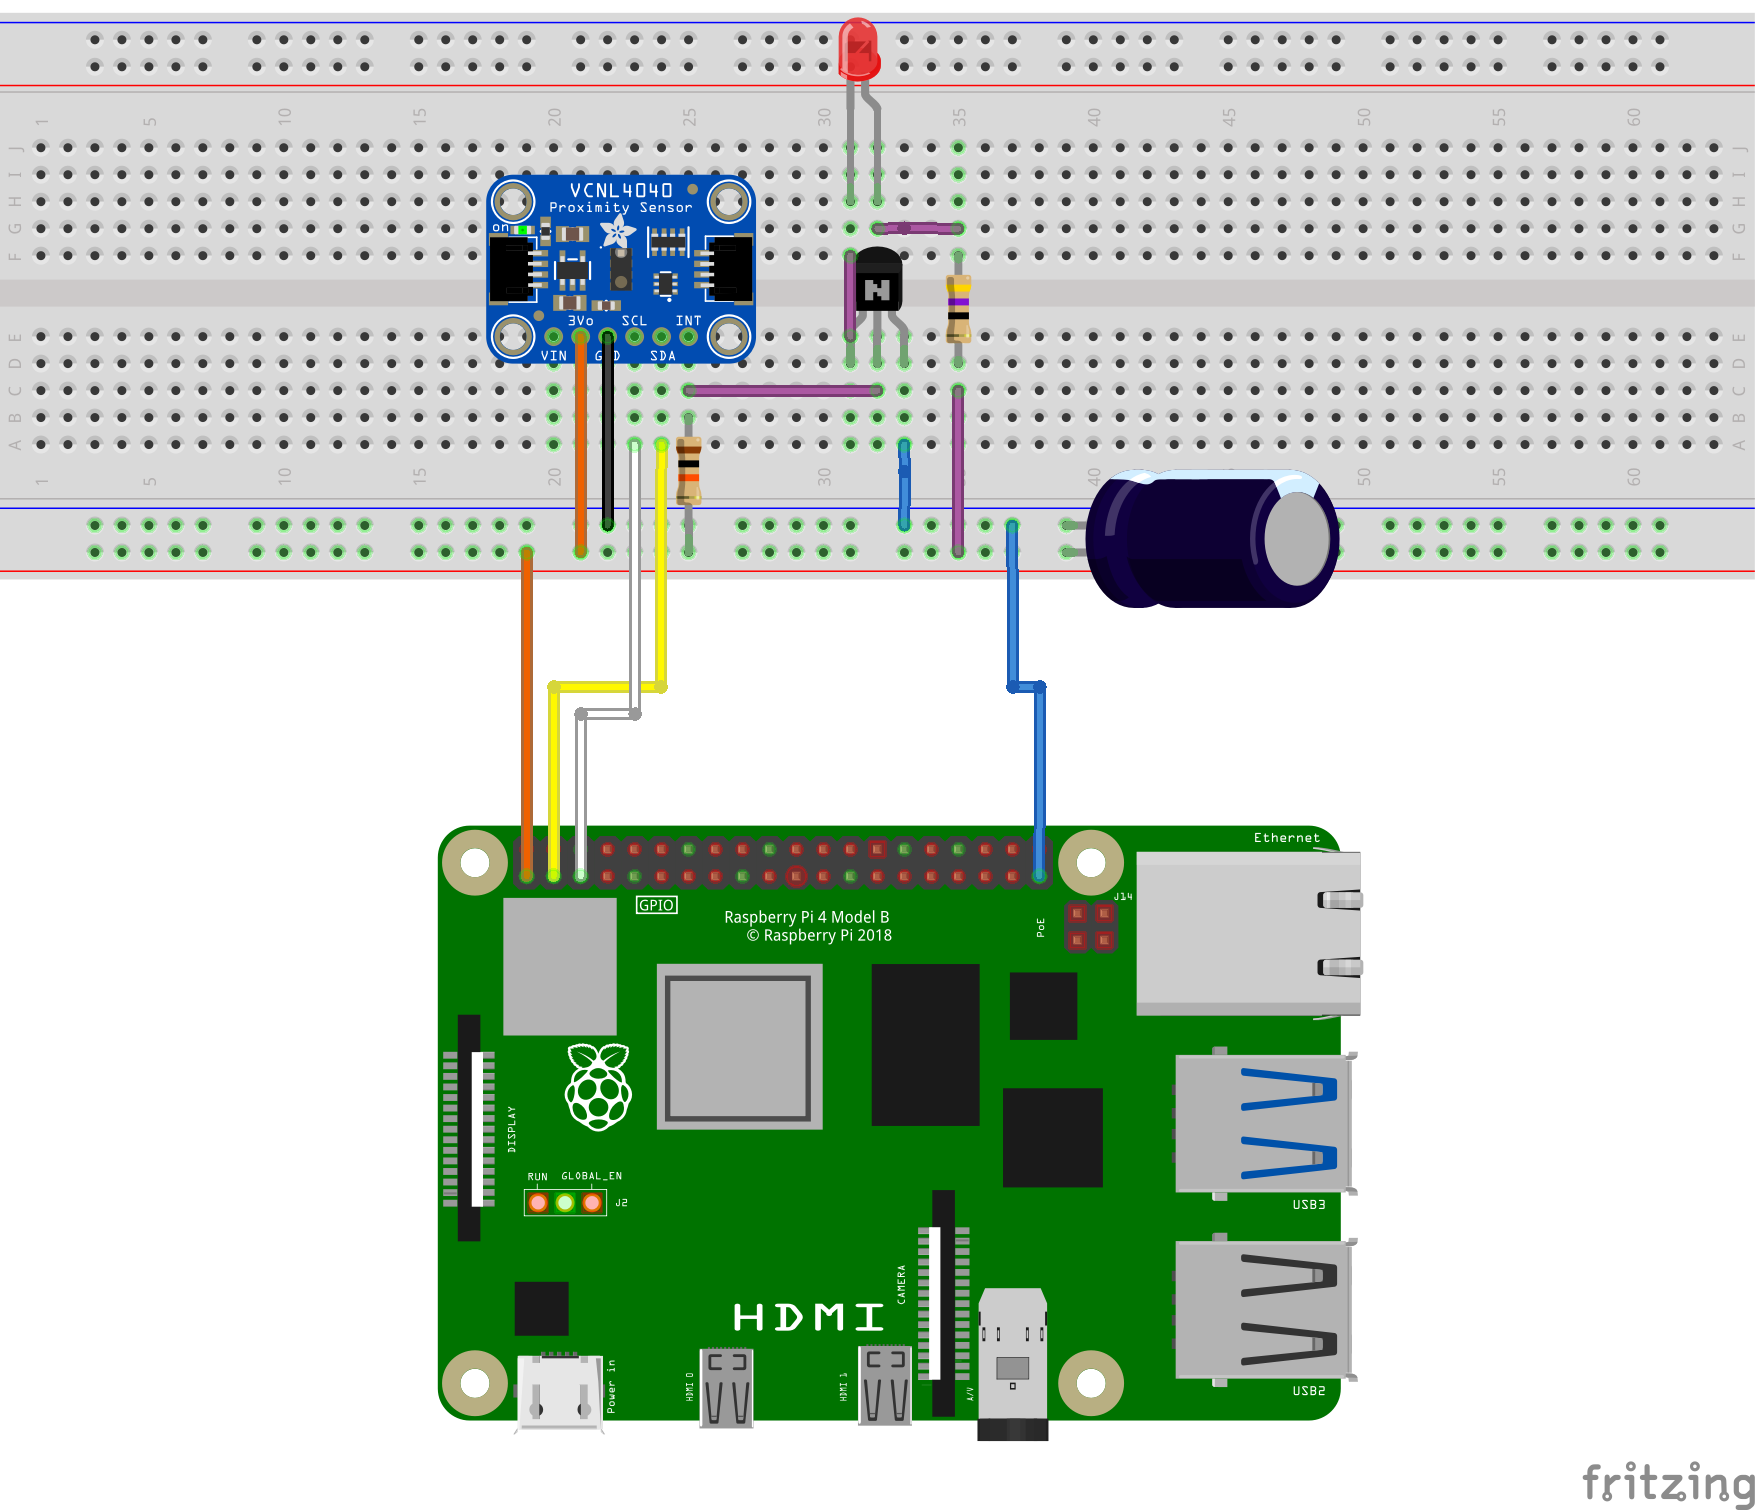 1 5 10 15 20 25 30 35 40 45 50 55 60
J J
I I
H H
G G
F F
VCNL4040
Proximity Sensor
on
3Vo SCL INT
VIN GND SDA
E E
D D
C C
B B
A A
1 5 10 15 20 30 40 50 55 60
Ethernet
J14
GPIO
Raspberry Pi 4 Model B
© Raspberry Pi 2018
PoE
DISPLAY
RUN GLOBAL_EN
J2
USB3
CAMERA
HDMI
Power in
HDMI 0
HDMI 1
A/V
USB2
N
fritzing